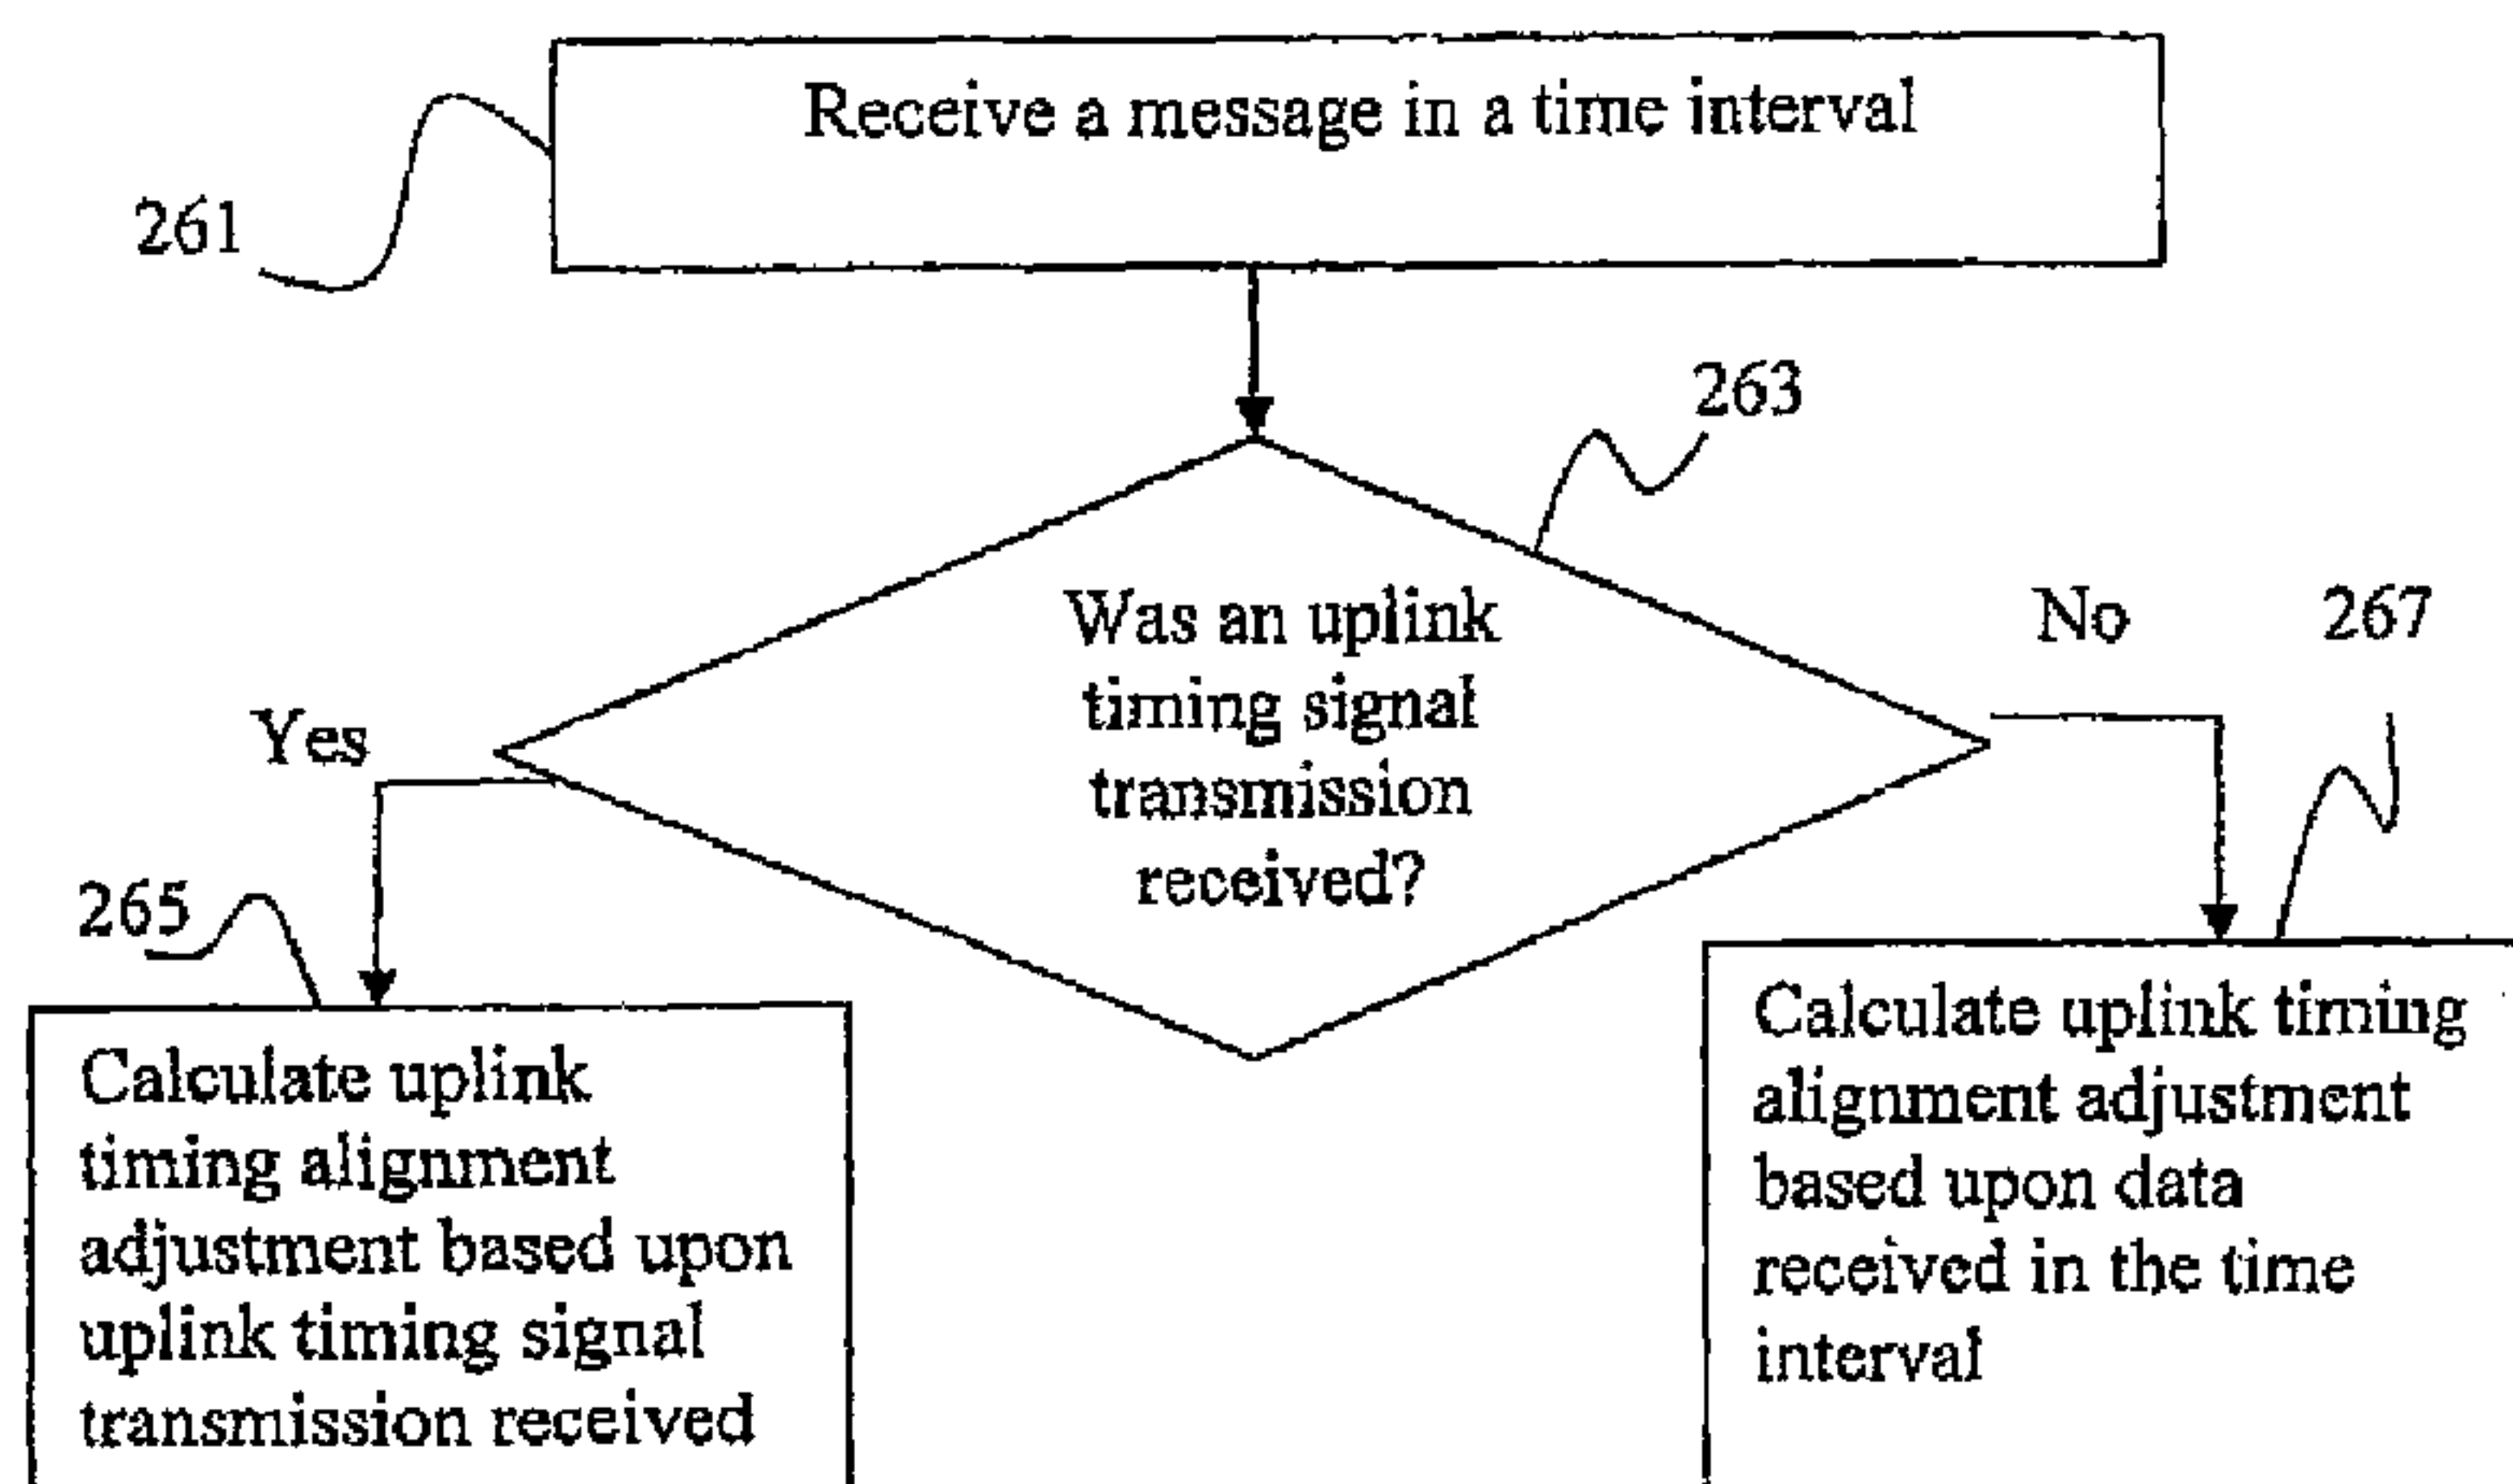 Receive a message in a time interval
261
263
Was an uplink
timing signal
transmission
received?
No
267
Yes
265
Calculate uplink
timing alignment
adjustment based upon
uplink timing signal
transmission received
Calculate uplink timing
alignment adjustment
based upon data
received in the time
interval